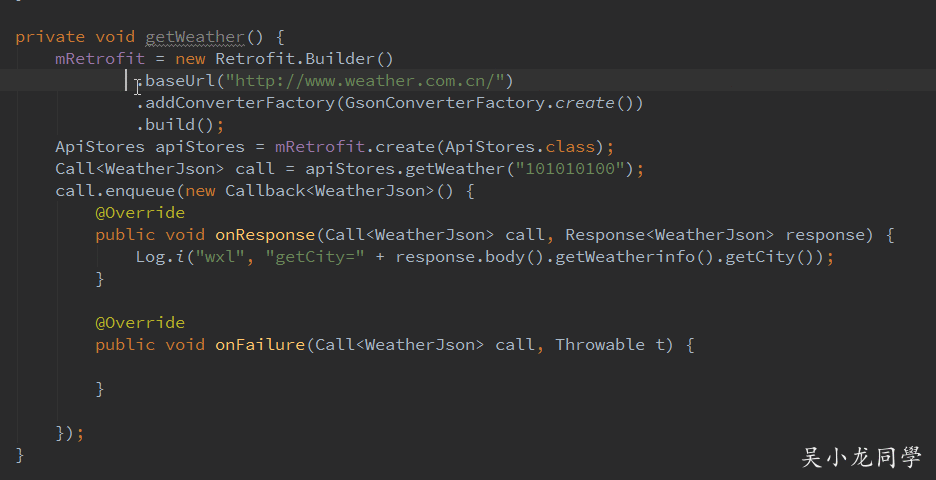 private void getWeather() {
mRetrofit = new Retrofit.Builder()
.baseUrl("http://www.weather.com.cn/")
.addConverterFactory(GsonConverterFactory.create())
.build();
ApiStores apiStores = mRetrofit.create(ApiStores.class);
Call<WeatherJson> call = apiStores.getWeather("101010100");
call.enqueue(new Callback<WeatherJson>() {
@Override
public void onResponse(Call<WeatherJson> call, Response<WeatherJson> response) {
Log.i("wxl", "getCity=" + response.body().getWeatherinfo().getCity());
}
@Override
public void onFailure(Call<WeatherJson> call, Throwable t) {
}
});
}
吴小龙同學